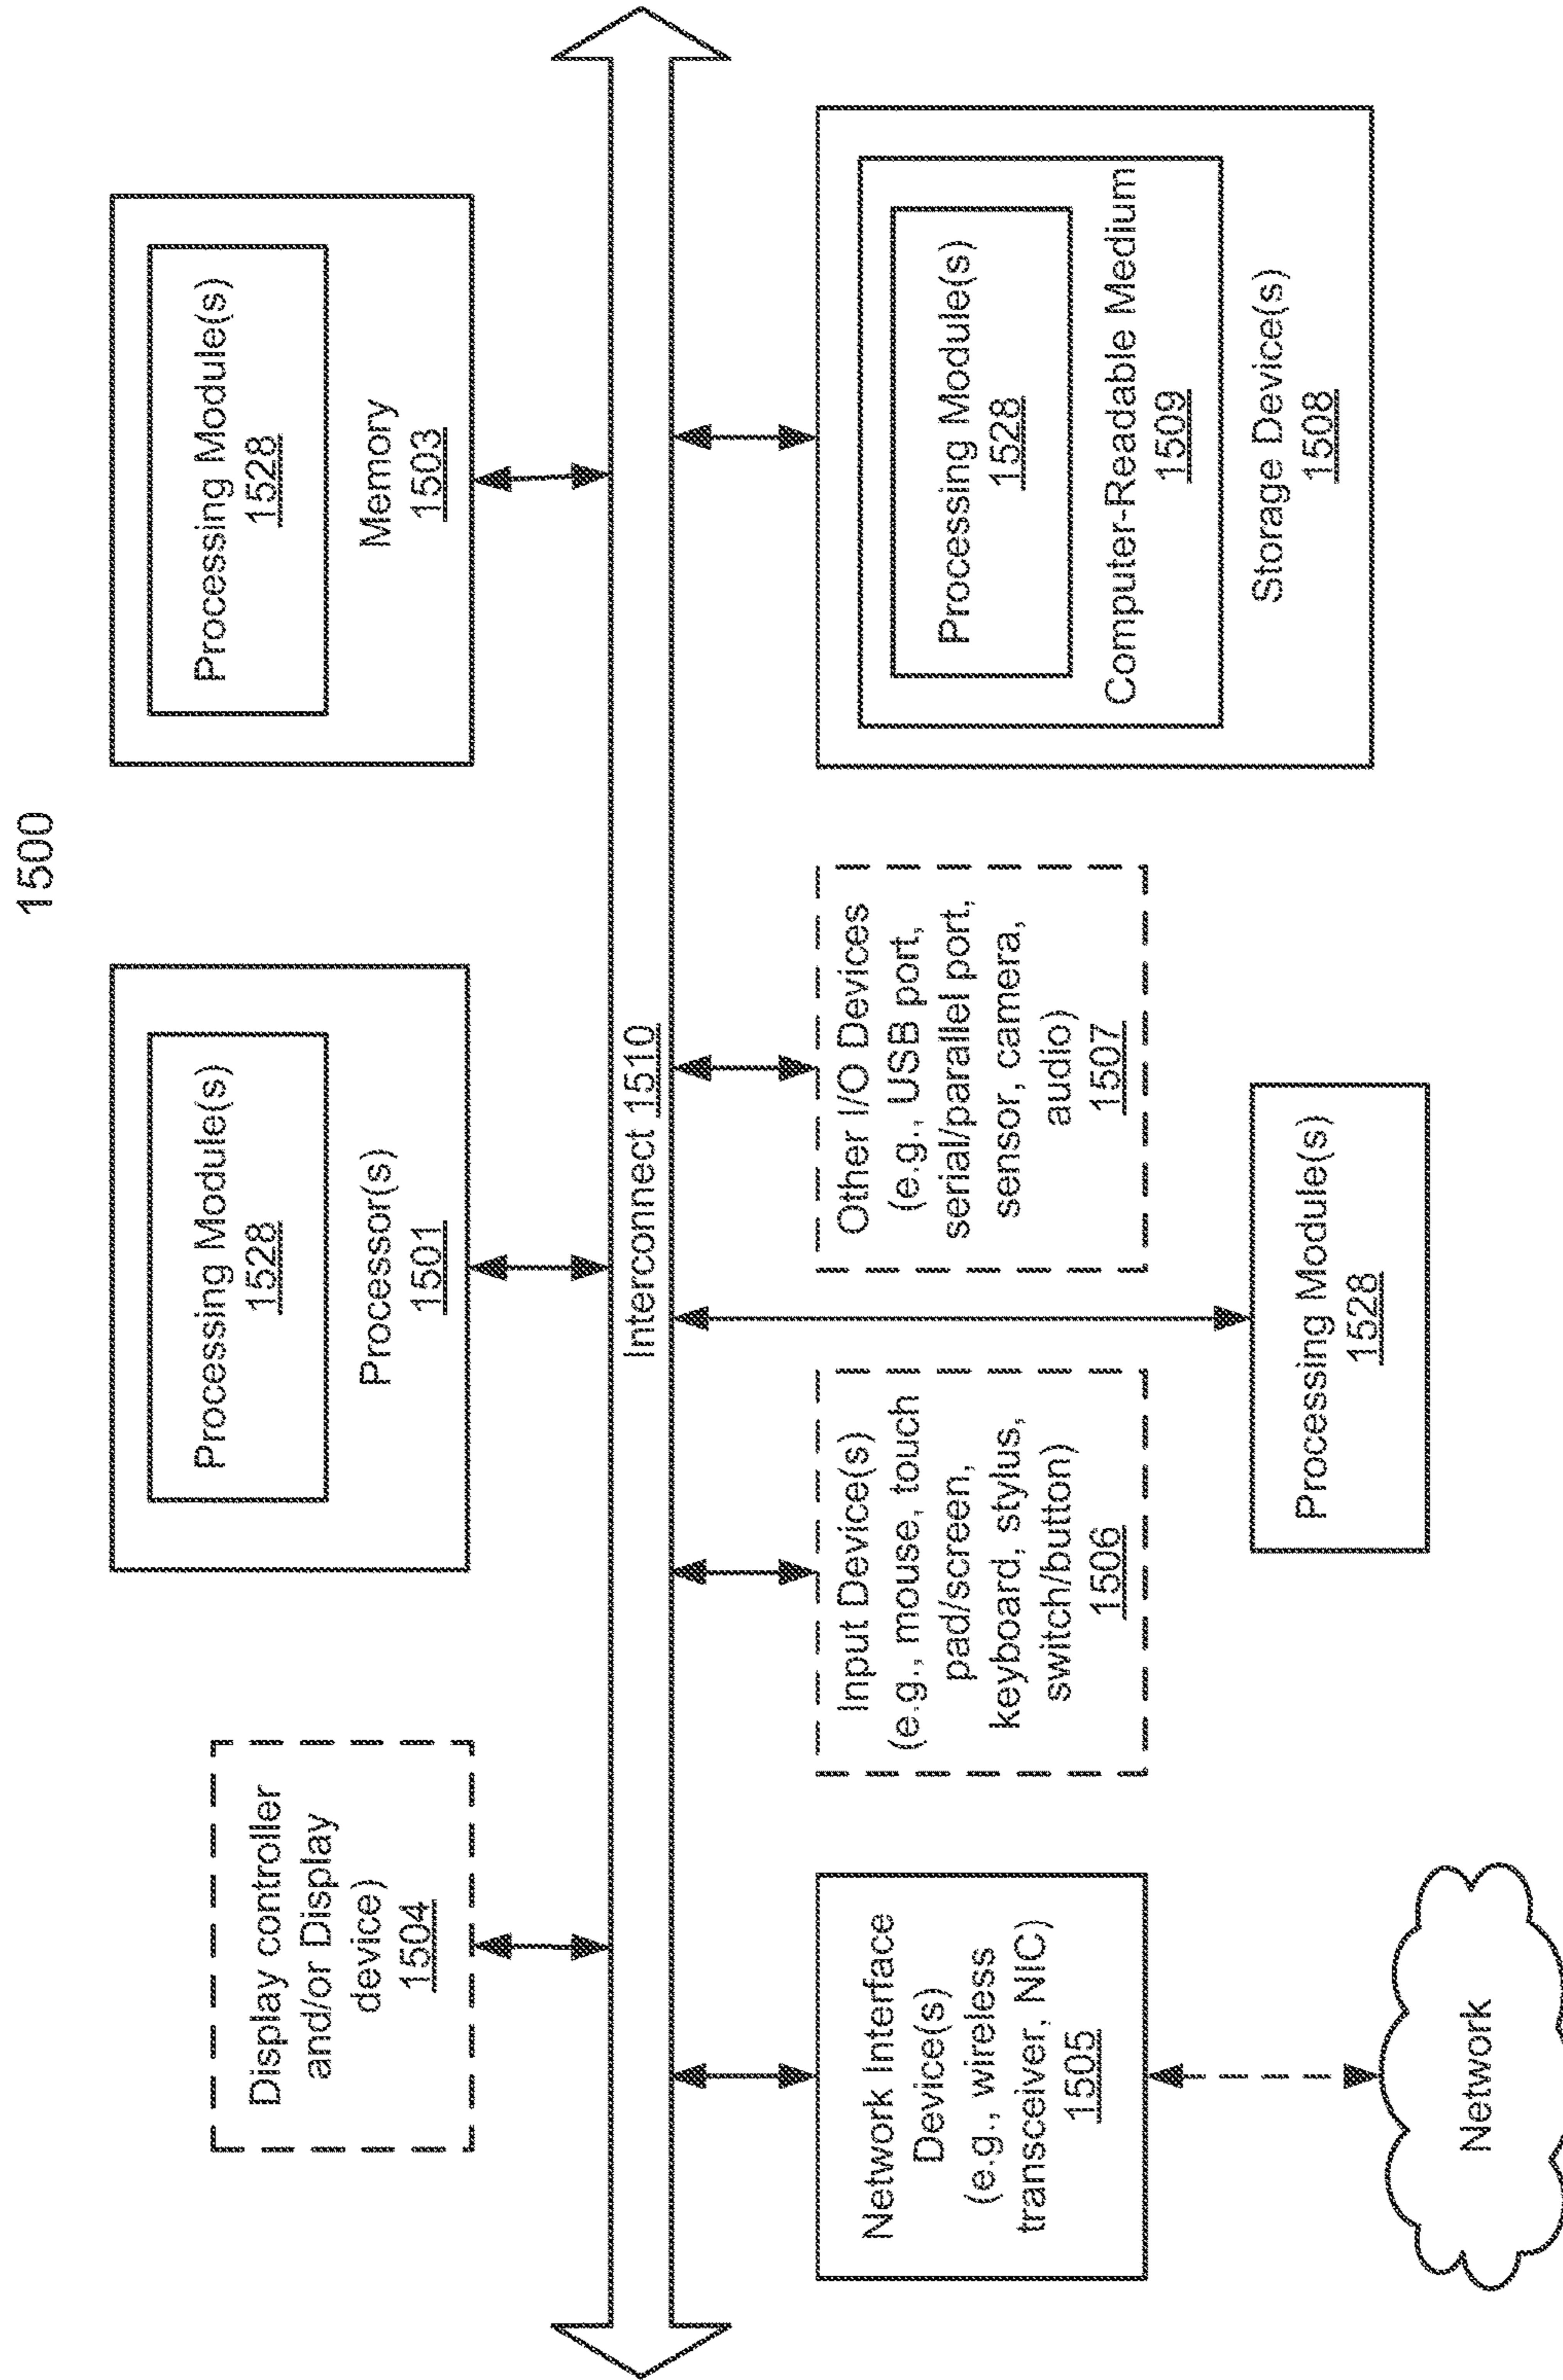 1500
Display controller
and/or Display
device)
1504
Processing Module(s)
1528
Processor(s)
1501
Processing Module(s)
1528
Memory
1503
Interconnect 1510
Network Interface
Device(s)
(e.g., wireless
transceiver, NIC)
1505
Input Device(s)
(e.g., mouse, touch
pad/screen,
keyboard, stylus,
switch/button)
1506
Other I/O Devices
(e.g., USB port,
serial/parallel port,
sensor, camera,
audio)
1507
Processing Module(s)
1528
Computer-Readable Medium
1509
Storage Device(s)
1508
Processing Module(s)
1528
Network